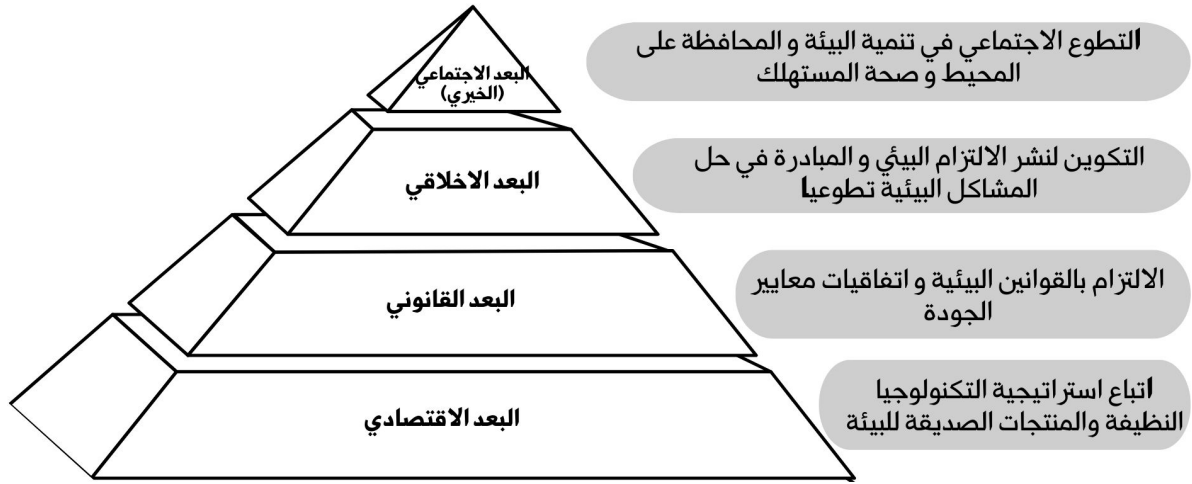 البعد الاجتماعي
(الخيري)
التطوع الاجتماعي في تنمية البيئة و المحافظة على
المحيط و صحة المستهلك
البعد الاخلاقي
التكوين لنشر الالتزام البيئي و المبادرة في حل
المشاكل البيئية تطوعيا
البعد القانوني
الالتزام بالقوانين البيئية و اتفاقيات معايير
الجودة
البعد الاقتصادي
اتباع استراتيجية التكنولوجيا
النظيفة والمنتجات الصديقة للبيئة